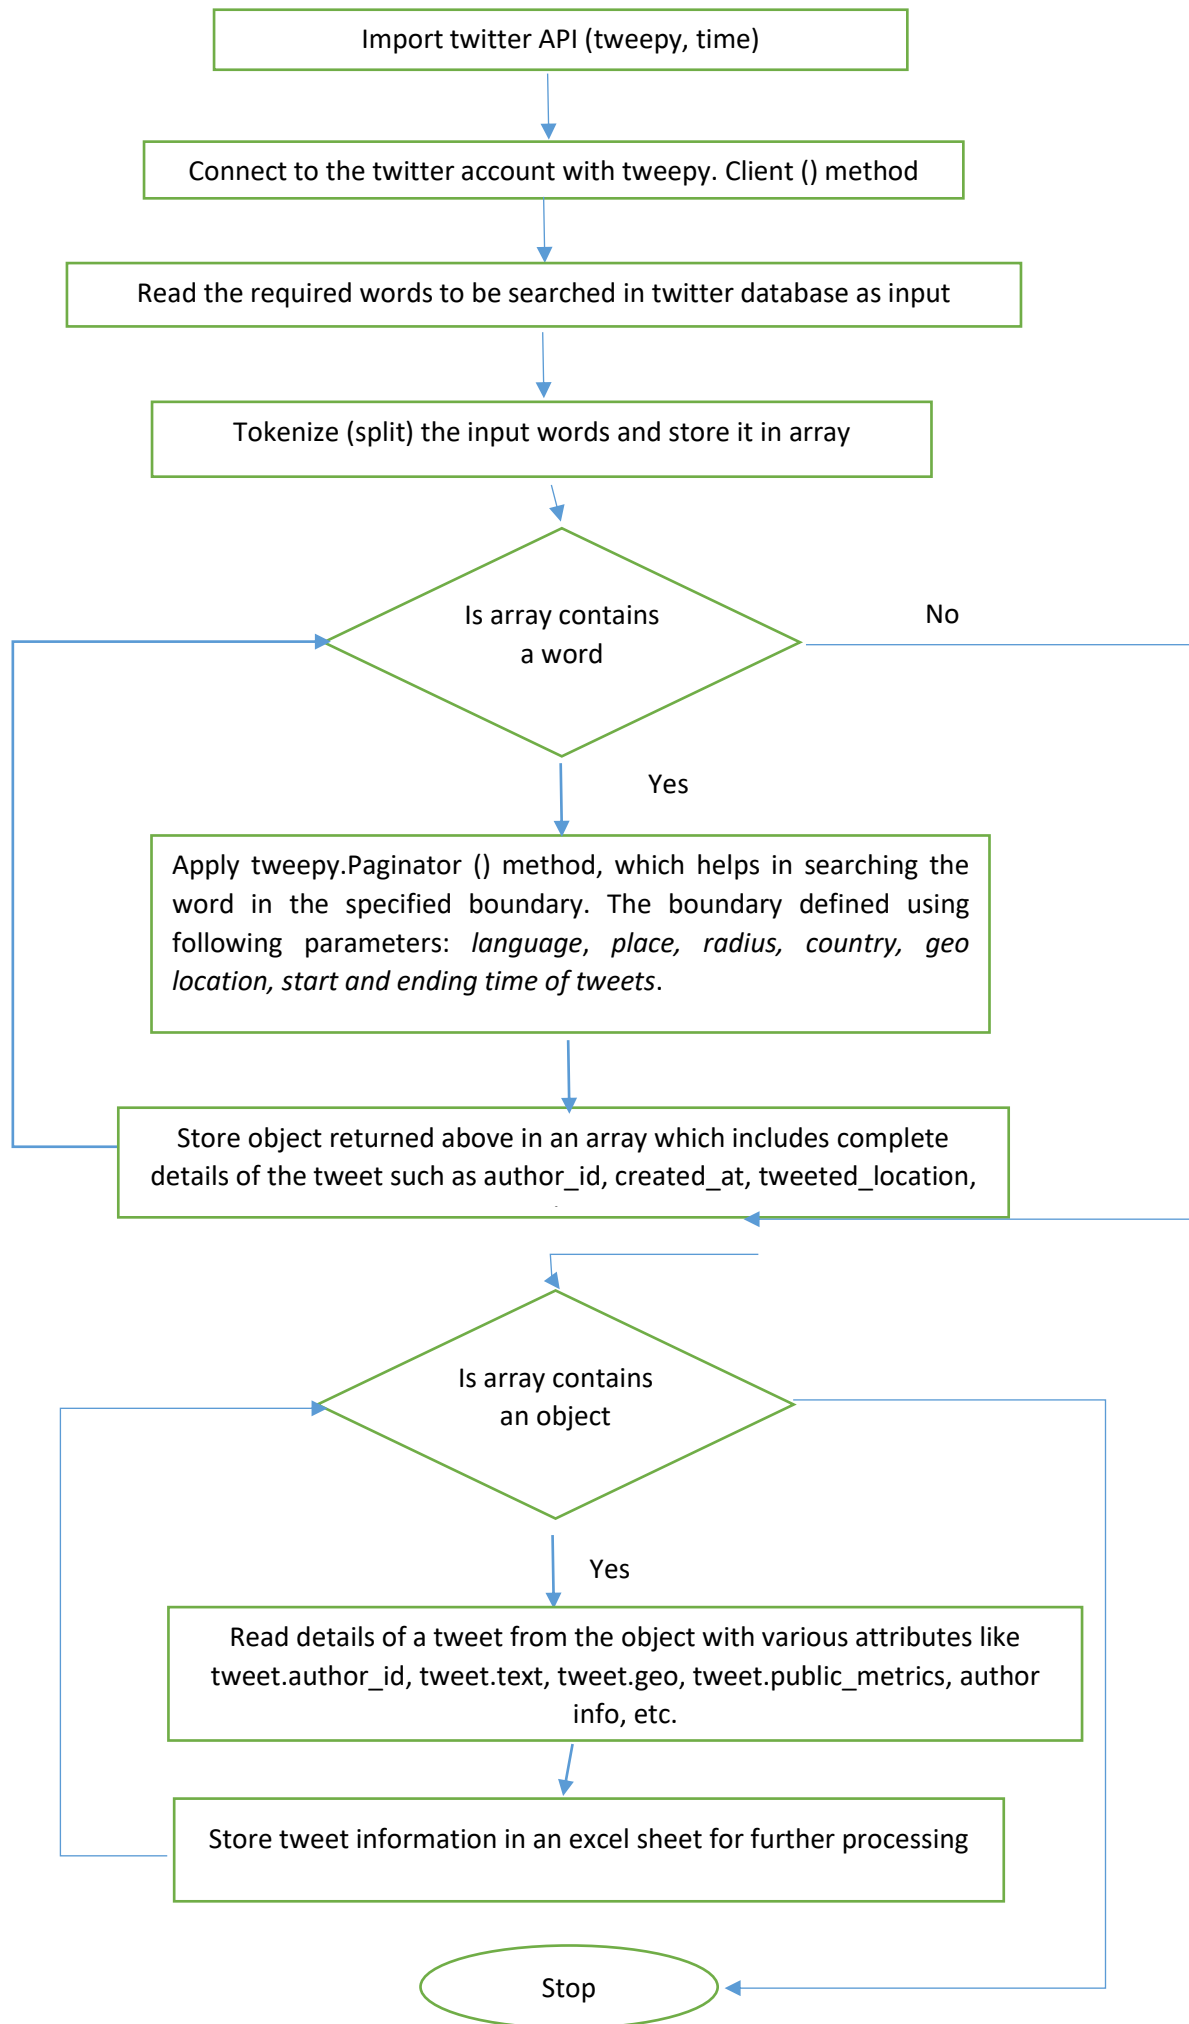 Import twitter API (tweepy, time)
Connect to the twitter account with tweepy. Client () method
Read the required words to be searched in twitter database as input
Tokenize (split) the input words and store it in array
Is array contains
a word
No
Yes
Apply tweepy.Paginator () method, which helps in searching the
word in the specified boundary. The boundary defined using
following parameters: language, place, radius, country, geo
location, start and ending time of tweets.
Store object returned above in an array which includes complete
details of the tweet such as author_id, created_at, tweeted_location,
Is array contains
an object
Yes
Read details of a tweet from the object with various attributes like
tweet.author_id, tweet.text, tweet.geo, tweet.public_metrics, author
info, etc.
Store tweet information in an excel sheet for further processing
Stop